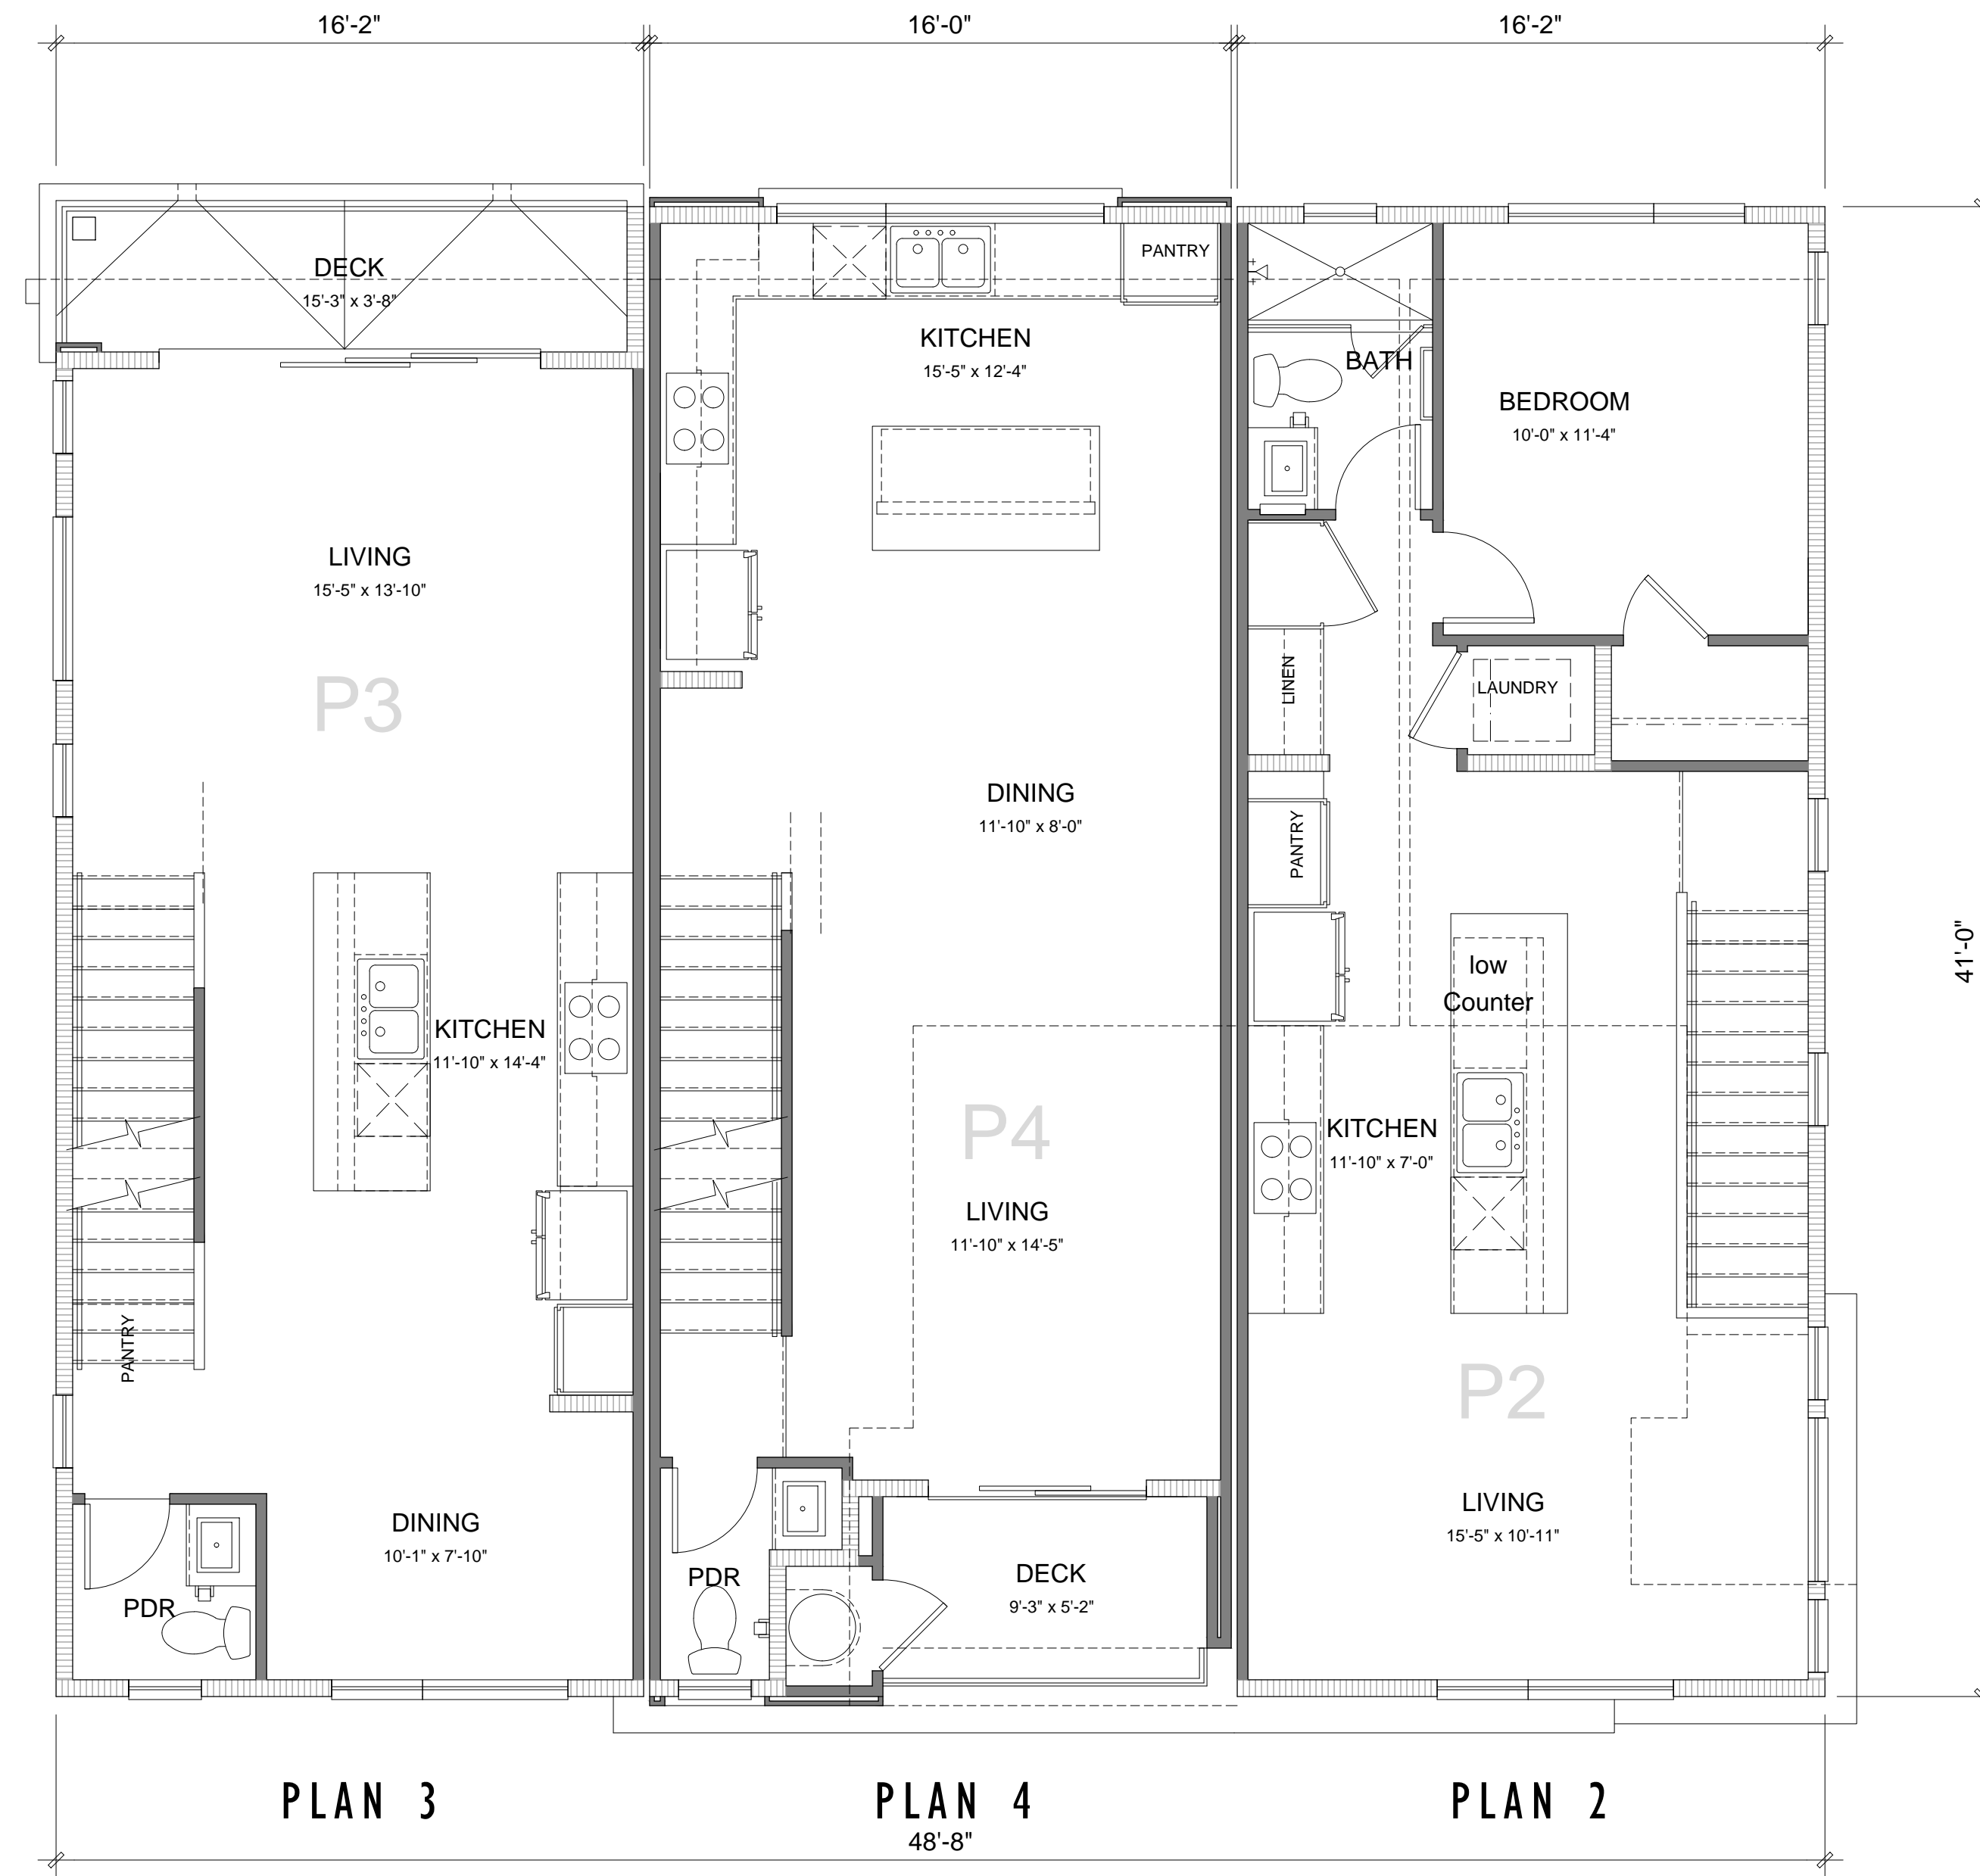 16'-2"
16'-0"
16'-2"
DECK
15'-3" x 3'-8"
LIVING
15'-5" x 13'-10"
P3
KITCHEN
11'-10" x 14'-4"
PANTRY
DINING
10'-1" x 7'-10"
PDR
PANTRY
KITCHEN
15'-5" x 12'-4"
DINING
11'-10" x 8'-0"
P4
LIVING
11'-10" x 14'-5"
PDR
DECK
9'-3" x 5'-2"
BATH
BEDROOM
10'-0" x 11'-4"
LINEN
LAUNDRY
PANTRY
low
Counter
KITCHEN
11'-10" x 7'-0"
P2
LIVING
15'-5" x 10'-11"
41'-0"
PLAN 3
PLAN 4
PLAN 2
48'-8"